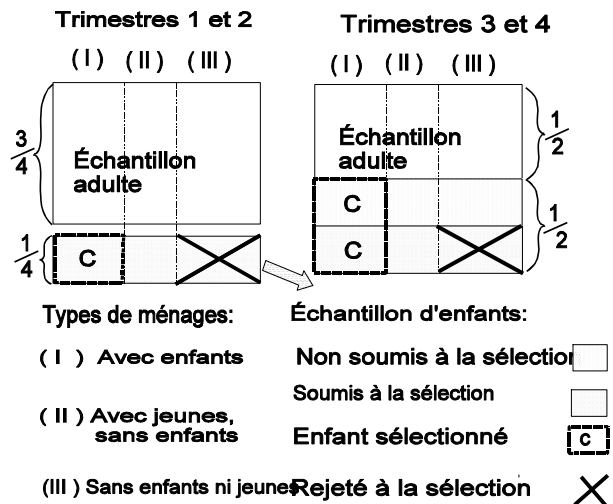 Trimestres 1 et 2
( I ) ( II ) ( III )
3/4
Échantillon
adulte
1/4
C
Trimestres 3 et 4
( I ) ( II ) ( III )
Échantillon
adulte
1/2
C
C
1/2
Types de ménages:
( I ) Avec enfants
( II ) Avec jeunes,
sans enfants
(III ) Sans enfants ni jeunes
Échantillon d'enfants:
Non soumis à la sélection
Soumis à la sélection
Enfant sélectionné
C
Rejeté à la sélection